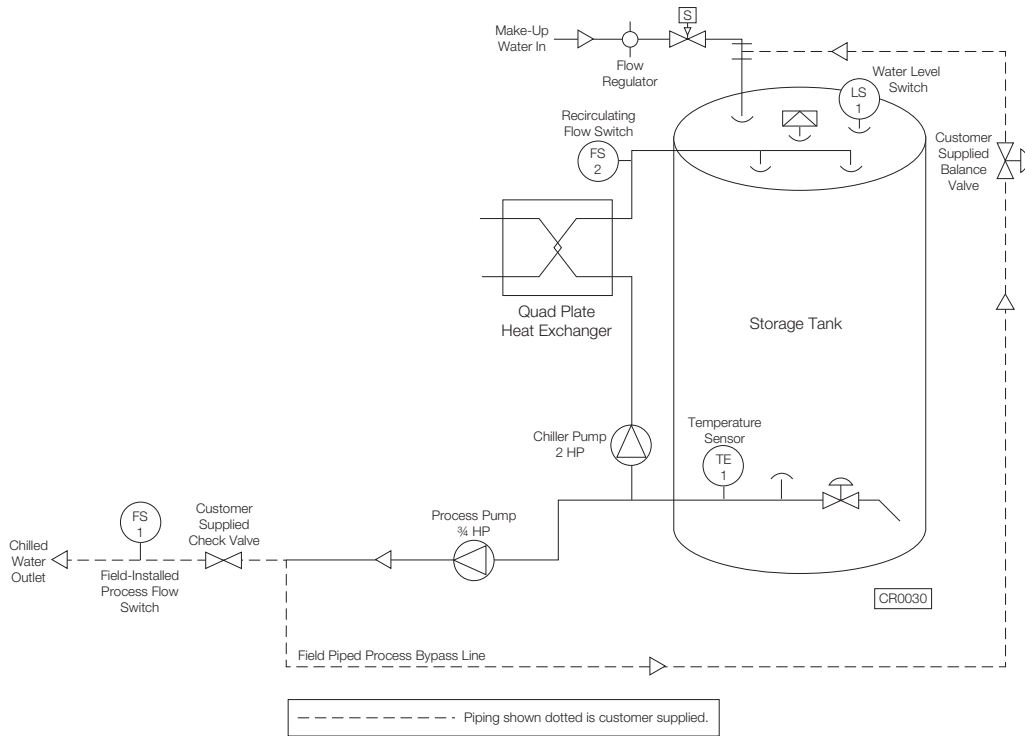 S
Make-Up
Water In
Flow
Regulator
Water Level
Switch
LS
1
Recirculating
Flow Switch
FS
2
Customer
Supplied
Balance
Valve
Quad Plate
Heat Exchanger
Storage Tank
Chiller Pump
2 HP
Temperature
Sensor
TE
1
FS
1
Customer
Supplied
Check Valve
Process Pump
¾ HP
Chilled
Water
Outlet
Field-Installed
Process Flow
Switch
CR0030
Field Piped Process Bypass Line
Piping shown dotted is customer supplied.